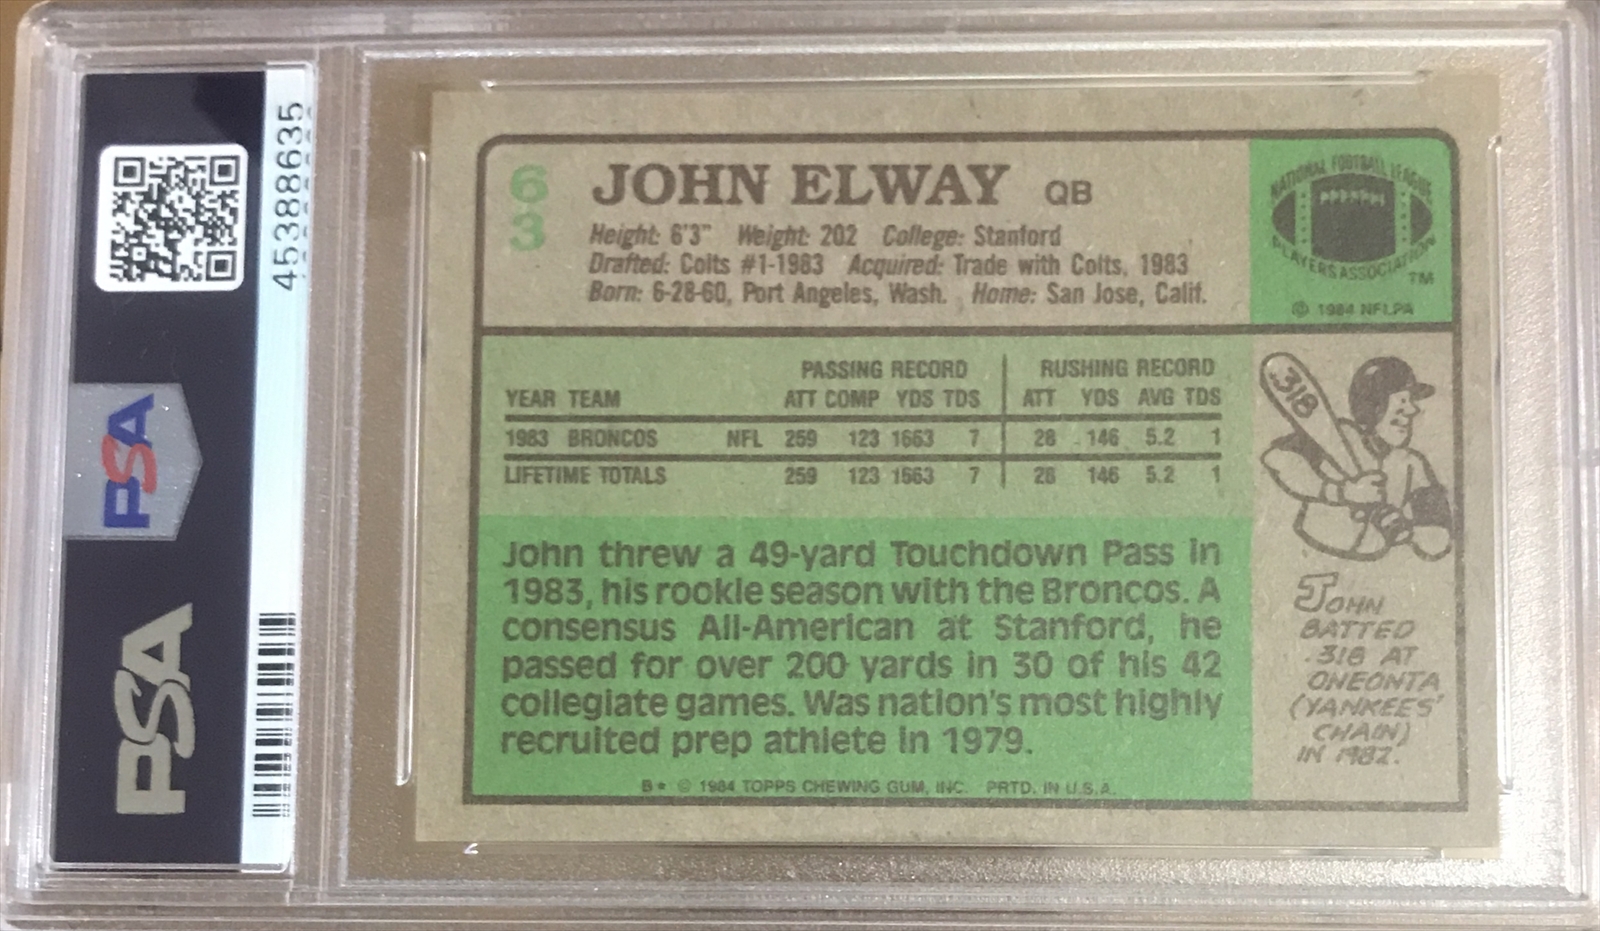 45388635
PSA
PSA
63
JOHN ELWAY QB
Height: 6'3" Weight: 202 College: Stanford
Drafted: Colts #1-1983 Acquired: Trade with Colts, 1983
Born: 6-28-60, Port Angeles, Wash. Home: San Jose, Calif.
NATIONAL FOOTBALL LEAGUE
PLAYERS ASSOCIATION
TM
© 1984 NFLPA
PASSING RECORD RUSHING RECORD
YEAR TEAM ATT COMP YDS TDS ATT YDS AVG TDS
1983 BRONCOS NFL 259 123 1663 7 28 146 5.2 1
LIFETIME TOTALS 259 123 1663 7 28 146 5.2 1
John threw a 49-yard Touchdown Pass in
1983, his rookie season with the Broncos. A
consensus All-American at Stanford, he
passed for over 200 yards in 30 of his 42
collegiate games. Was nation's most highly
recruited prep athlete in 1979.
B* © 1984 TOPPS CHEWING GUM, INC. PRTD. IN U.S.A.
.318
JOHN
BATTED
.318 AT
ONEONTA
(YANKEES'
CHAIN)
IN 1982.